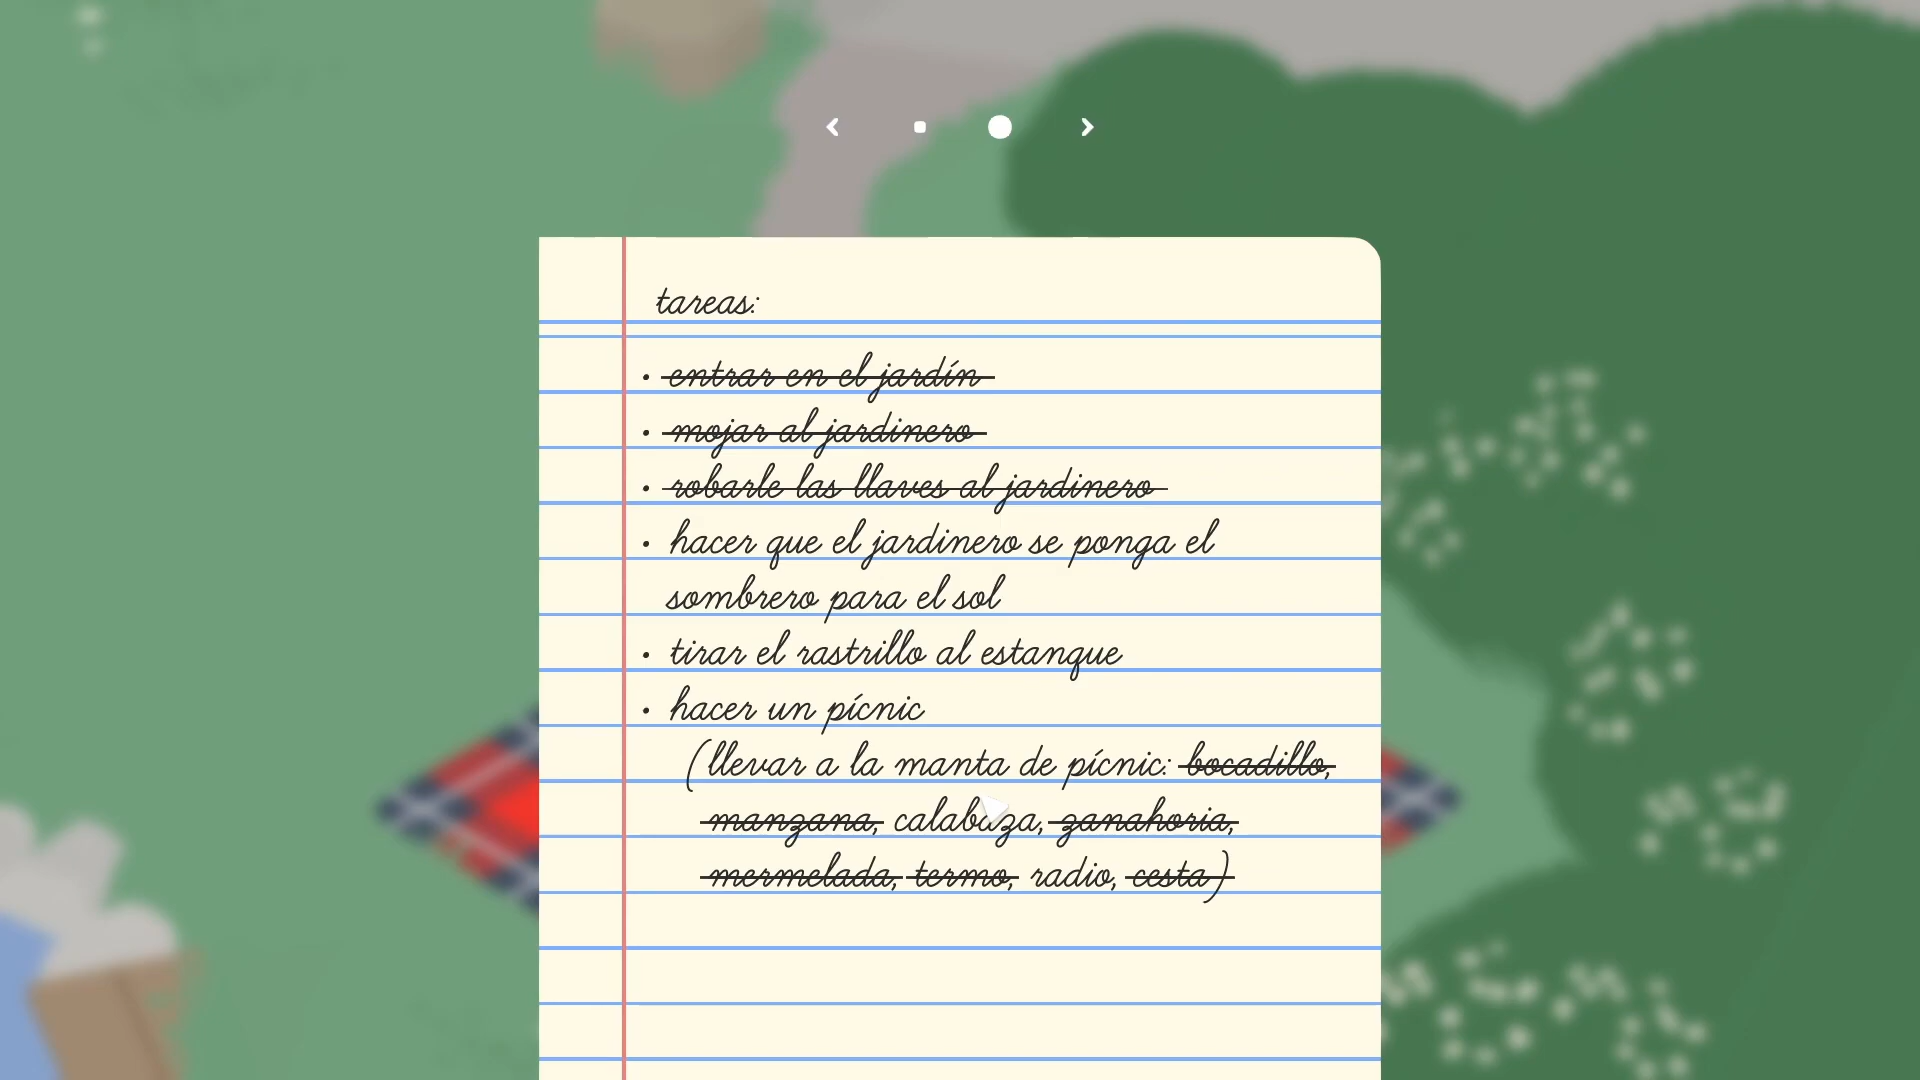 tareas:
• entrar en el jardín
• mojar al jardinero
• robarle las llaves al jardinero
• hacer que el jardinero se ponga el
sombrero para el sol
• tirar el rastrillo al estanque
• hacer un pícnic
(llevar a la manta de pícnic: bocadillo,
manzana, calabaza, zanahoria,
mermelada, termo, radio, cesta)